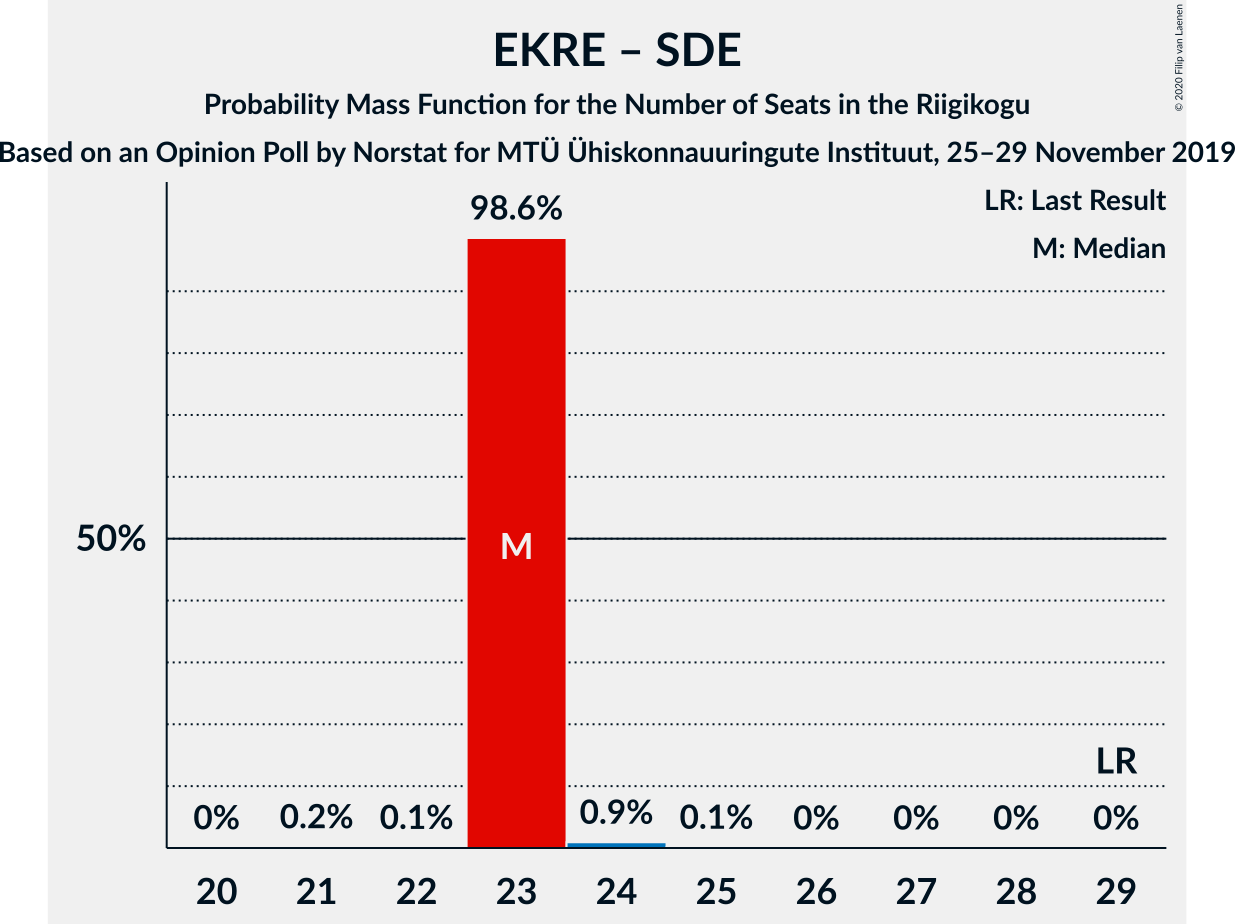 EKRE – SDE
Probability Mass Function for the Number of Seats in the Riigikogu
Based on an Opinion Poll by Norstat for MTÜ Ühiskonnauuringute Instituut, 25–29 November 2019
© 2020 Filip van Laenen
LR: Last Result
M: Median
98.6%
50%
M
LR
0% 0.2% 0.1% 0.9% 0.1% 0% 0% 0% 0%
20 21 22 23 24 25 26 27 28 29